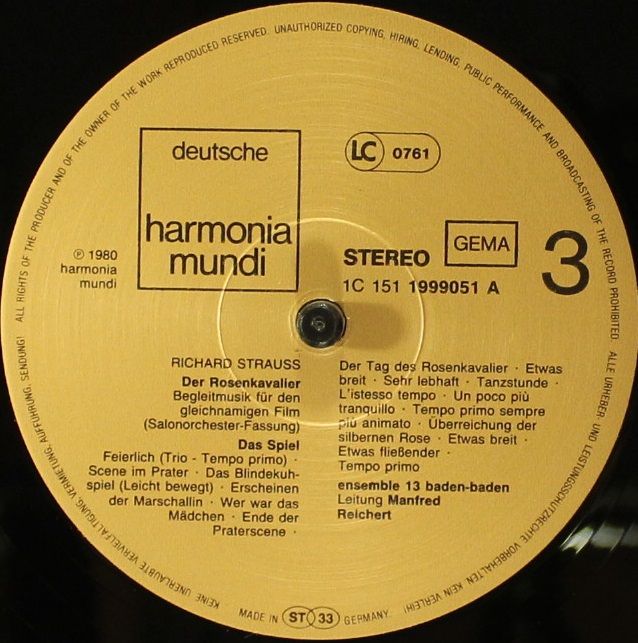 ALL RIGHTS OF THE PRODUCER AND OF THE OWNER OF THE WORK REPRODUCED RESERVED. UNAUTHORIZED COPYING, HIRING, LENDING, PUBLIC PERFORMANCE AND BROADCASTING OF THE RECORD PROHIBITED
ALLE URHEBER- UND LEISTUNGSSCHUTZRECHTE VORBEHALTEN. KEIN VERLEIH! KEINE UNERLAUBTE VERVIELFÄLTIGUNG, VERMIETUNG, AUFFÜHRUNG, SENDUNG!
deutsche
harmonia
mundi
LC 0761
℗ 1980
harmonia
mundi
STEREO GEMA
1C 151 1999051 A
3
RICHARD STRAUSS
Der Rosenkavalier
Begleitmusik für den
gleichnamigen Film
(Salonorchester-Fassung)
Das Spiel
Feierlich (Trio - Tempo primo) ·
Scene im Prater · Das Blindekuh-
spiel (Leicht bewegt) · Erscheinen
der Marschallin · Wer war das
Mädchen · Ende der
Praterscene ·
Der Tag des Rosenkavalier · Etwas
breit · Sehr lebhaft · Tanzstunde ·
L'istesso tempo · Un poco più
tranquillo · Tempo primo sempre
più animato · Überreichung der
silbernen Rose · Etwas breit ·
Etwas fließender ·
Tempo primo
ensemble 13 baden-baden
Leitung Manfred
Reichert
MADE IN ST 33 GERMANY